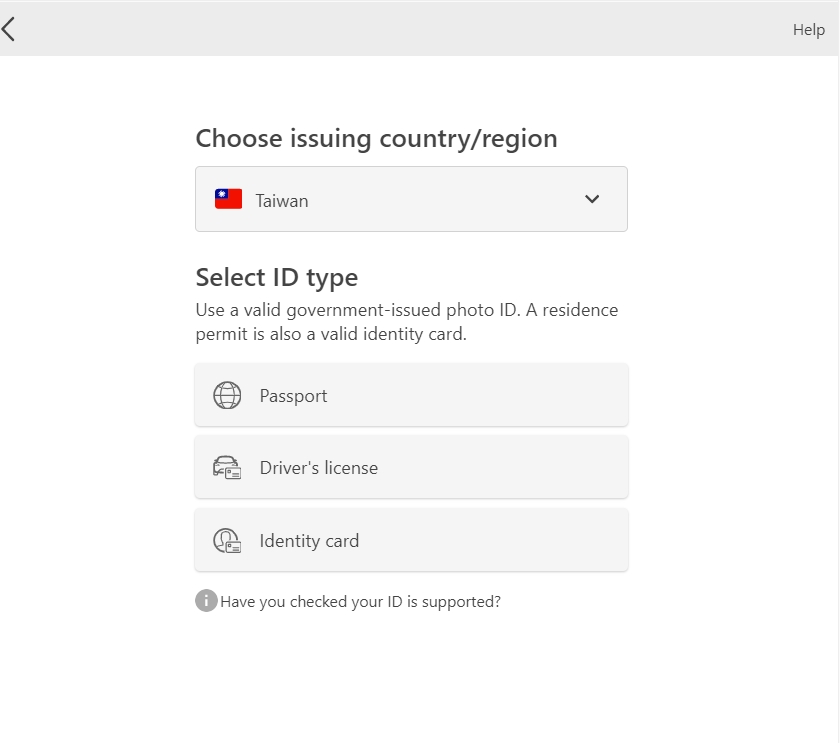 Help
Choose issuing country/region
Taiwan
Select ID type
Use a valid government-issued photo ID. A residence
permit is also a valid identity card.
Passport
Driver's license
Identity card
Have you checked your ID is supported?